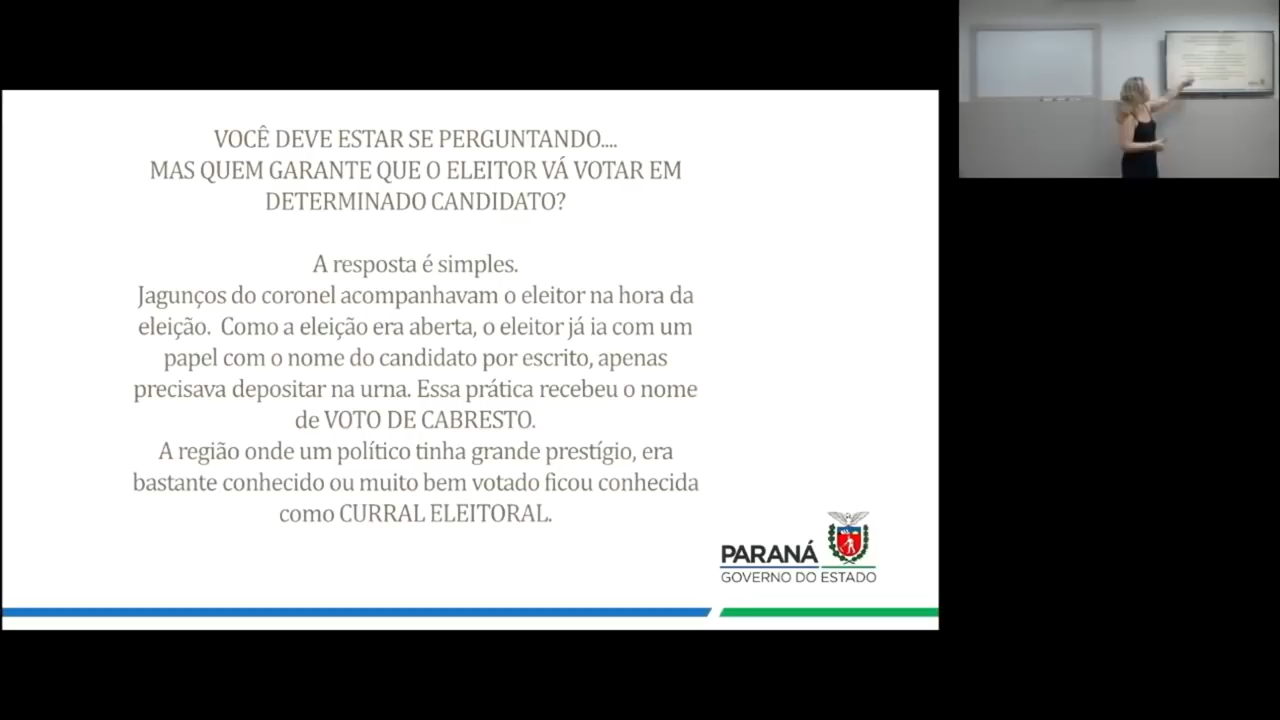 VOCÊ DEVE ESTAR SE PERGUNTANDO....
MAS QUEM GARANTE QUE O ELEITOR VÁ VOTAR EM
DETERMINADO CANDIDATO?
A resposta é simples.
Jagunços do coronel acompanhavam o eleitor na hora da
eleição. Como a eleição era aberta, o eleitor já ia com um
papel com o nome do candidato por escrito, apenas
precisava depositar na urna. Essa prática recebeu o nome
de VOTO DE CABRESTO.
A região onde um político tinha grande prestígio, era
bastante conhecido ou muito bem votado ficou conhecida
como CURRAL ELEITORAL.
PARANÁ
GOVERNO DO ESTADO